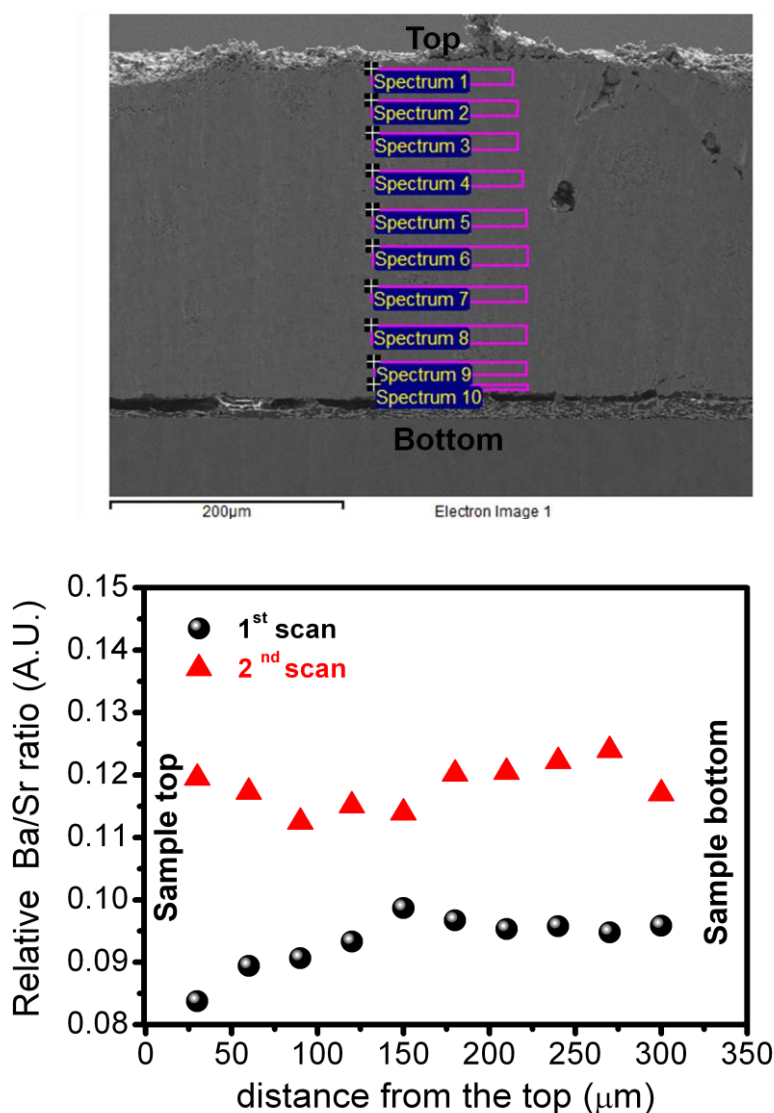 Top
Spectrum 1
Spectrum 2
Spectrum 3
Spectrum 4
Spectrum 5
Spectrum 6
Spectrum 7
Spectrum 8
Spectrum 9
Spectrum 10
Bottom
200μm Electron Image 1
Relative Ba/Sr ratio (A.U.)
0.15
0.14
0.13
0.12
0.11
0.10
0.09
0.08
1st scan
2nd scan
Sample top
Sample bottom
0 50 100 150 200 250 300 350
distance from the top (μm)